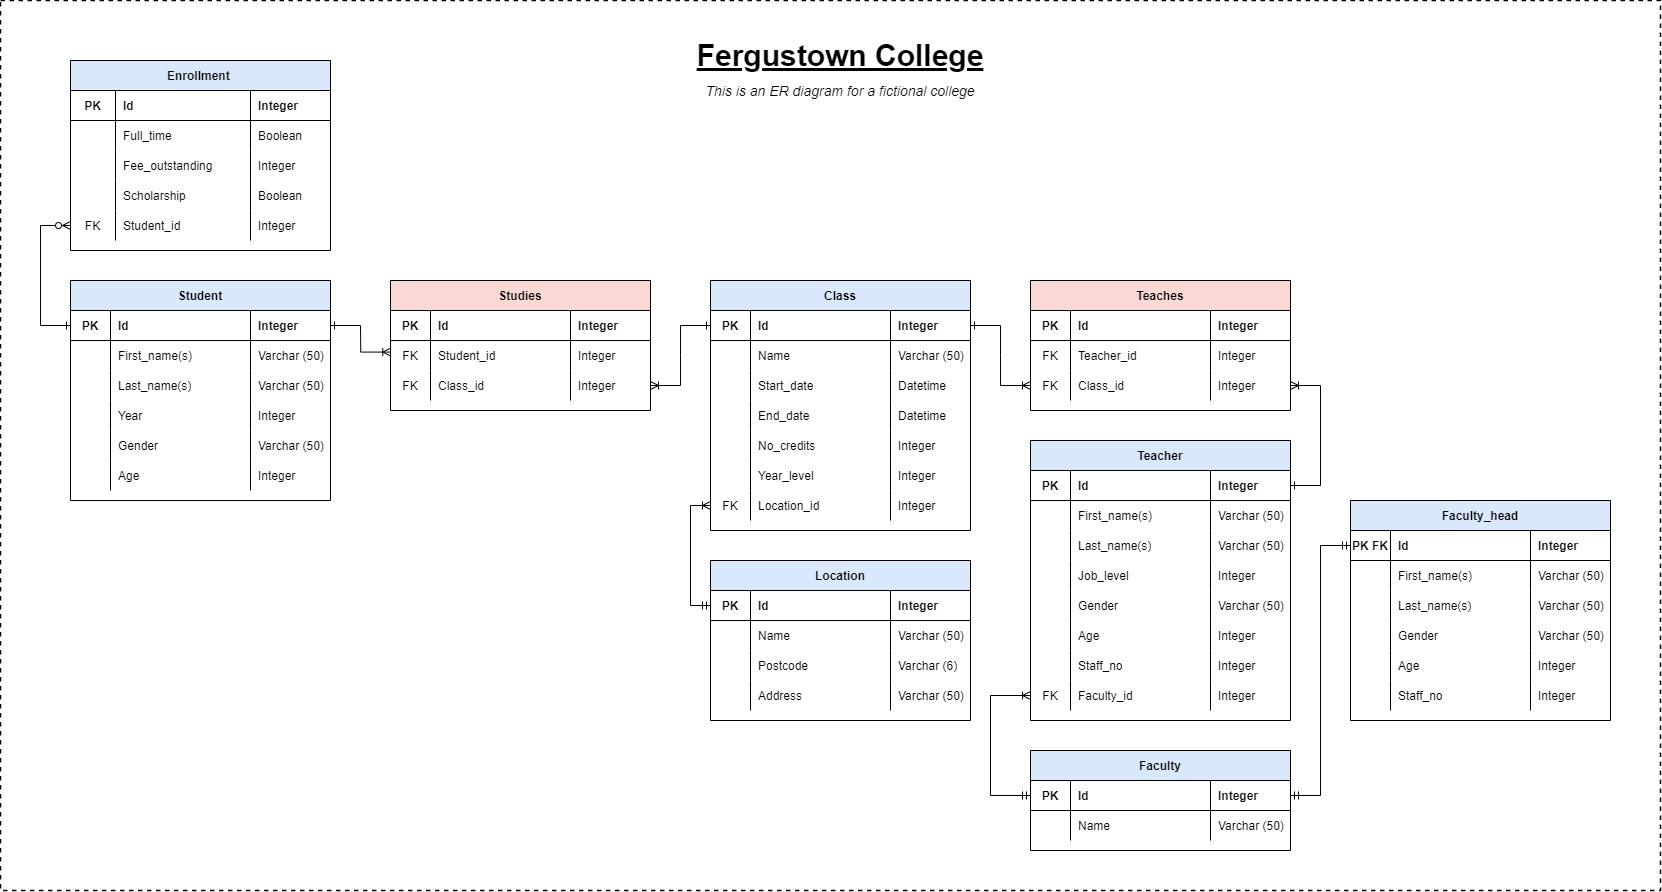 Fergustown College
This is an ER diagram for a fictional college
Enrollment
PK Id Integer
Full_time Boolean
Fee_outstanding Integer
Scholarship Boolean
FK Student_id Integer
Student
PK Id Integer
First_name(s) Varchar (50)
Last_name(s) Varchar (50)
Year Integer
Gender Varchar (50)
Age Integer
Studies
PK Id Integer
FK Student_id Integer
FK Class_id Integer
Class
PK Id Integer
Name Varchar (50)
Start_date Datetime
End_date Datetime
No_credits Integer
Year_level Integer
FK Location_id Integer
Location
PK Id Integer
Name Varchar (50)
Postcode Varchar (6)
Address Varchar (50)
Teaches
PK Id Integer
FK Teacher_id Integer
FK Class_id Integer
Teacher
PK Id Integer
First_name(s) Varchar (50)
Last_name(s) Varchar (50)
Job_level Integer
Gender Varchar (50)
Age Integer
Staff_no Integer
FK Faculty_id Integer
Faculty
PK Id Integer
Name Varchar (50)
Faculty_head
PK FK Id Integer
First_name(s) Varchar (50)
Last_name(s) Varchar (50)
Gender Varchar (50)
Age Integer
Staff_no Integer